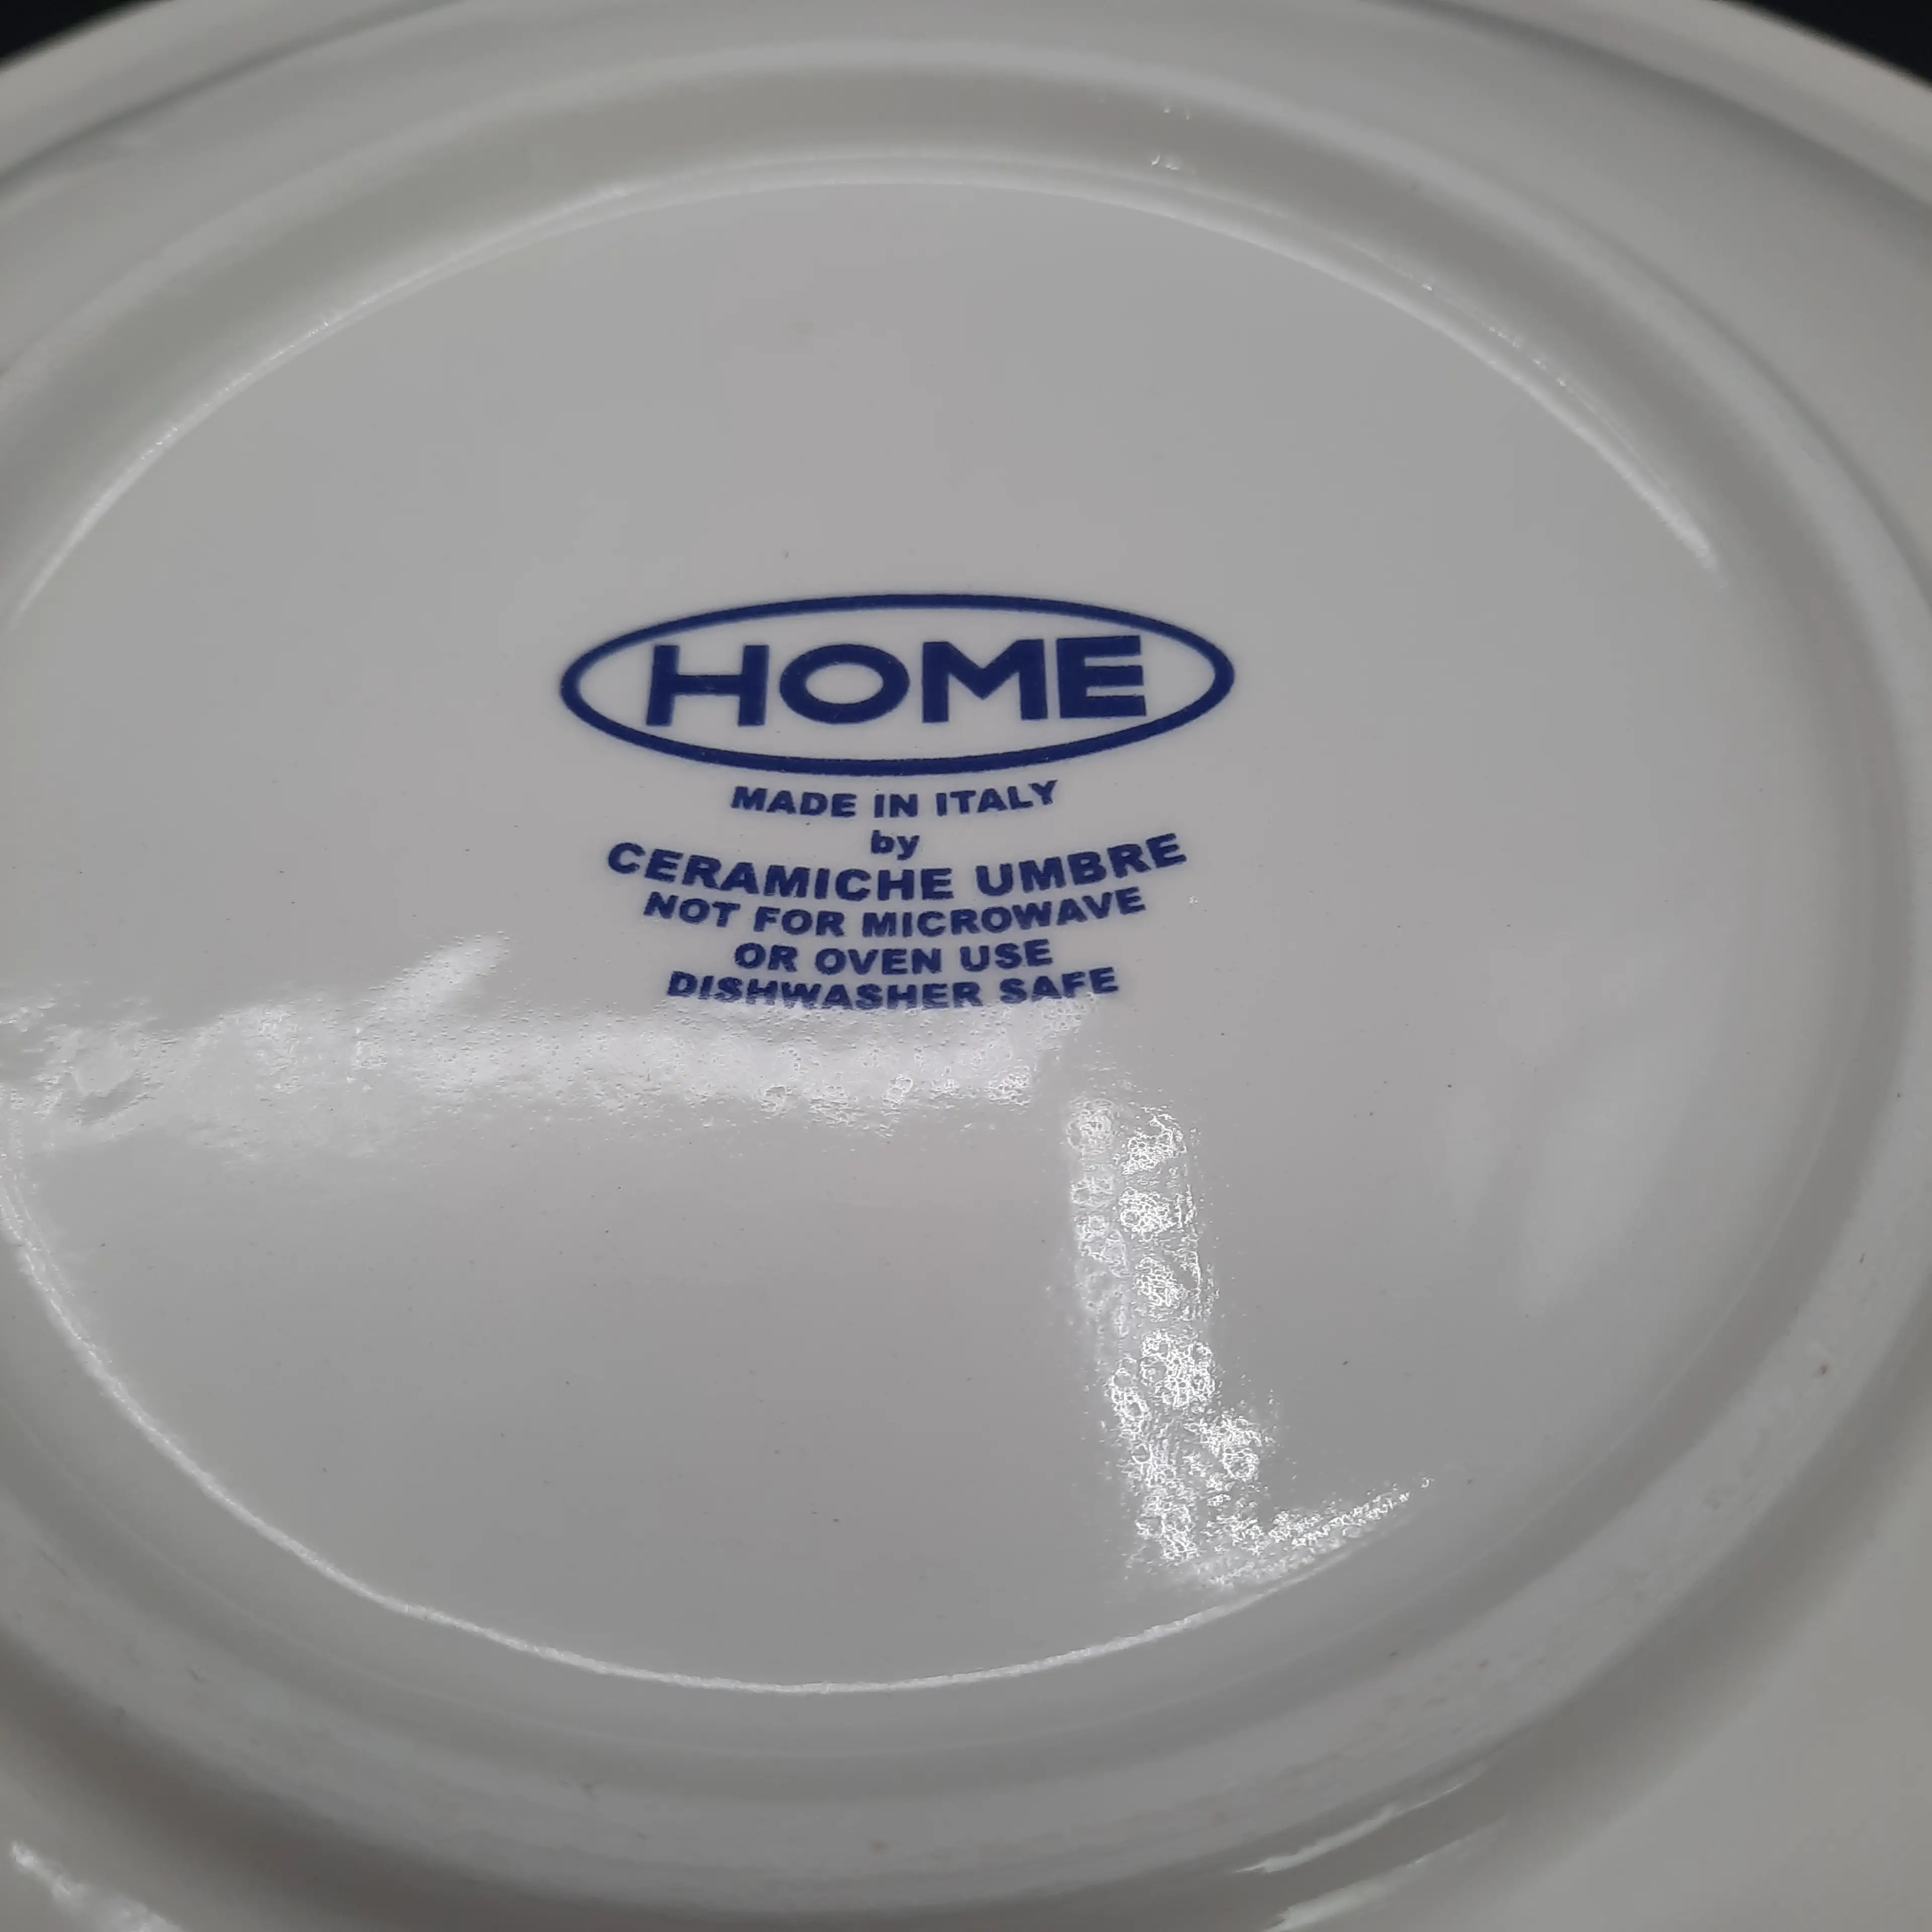 HOME
MADE IN ITALY
by
CERAMICHE UMBRE
NOT FOR MICROWAVE
OR OVEN USE
DISHWASHER SAFE